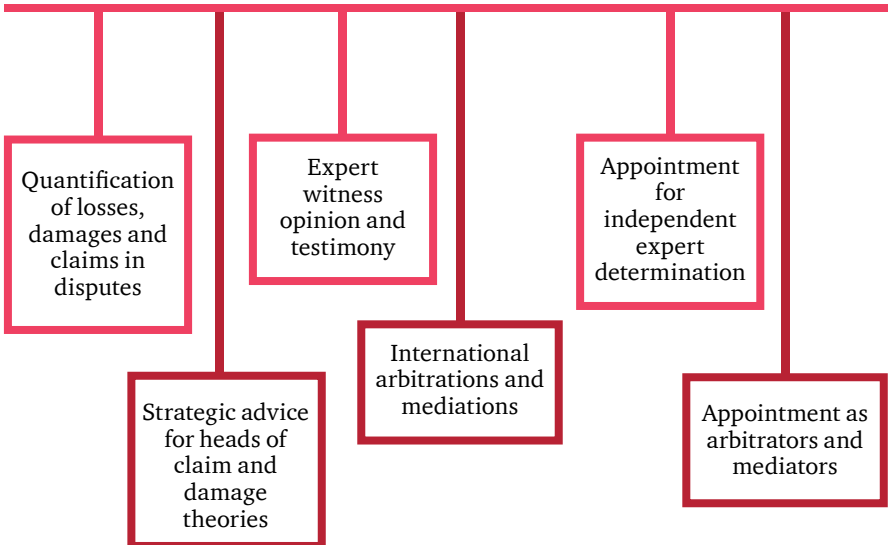 Quantification
of losses,
damages and
claims in
disputes
Strategic advice
for heads of
claim and
damage
theories
Expert
witness
opinion and
testimony
International
arbitrations and
mediations
Appointment
for
independent
expert
determination
Appointment as
arbitrators and
mediators